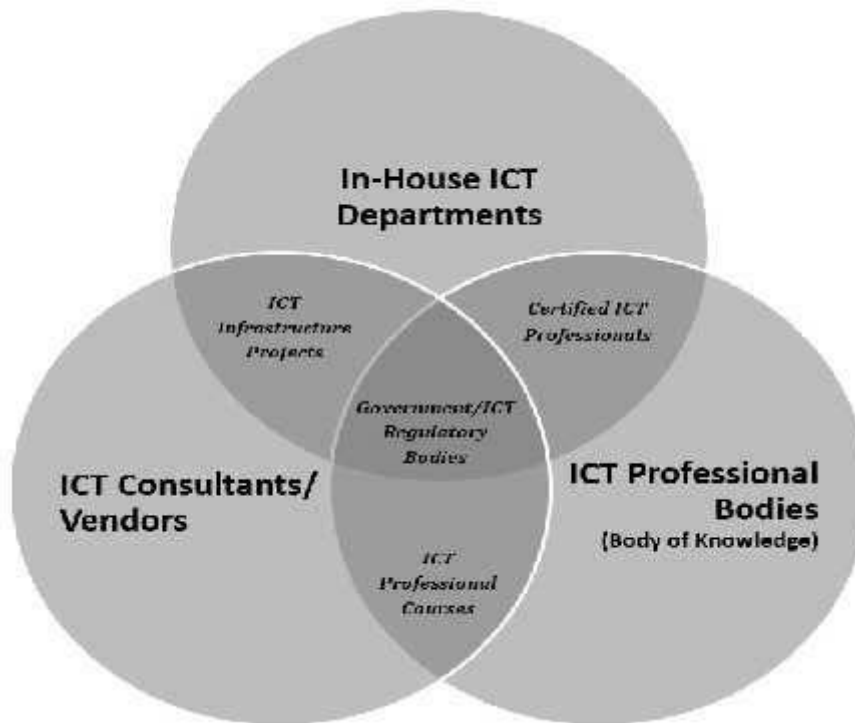 In-House ICT
Departments
ICT
Infrastructure
Projects
Certified ICT
Professionals
Government/ICT
Regulatory
Bodies
ICT Consultants/
Vendors
ICT Professional
Bodies
(Body of Knowledge)
ICT
Professional
Courses